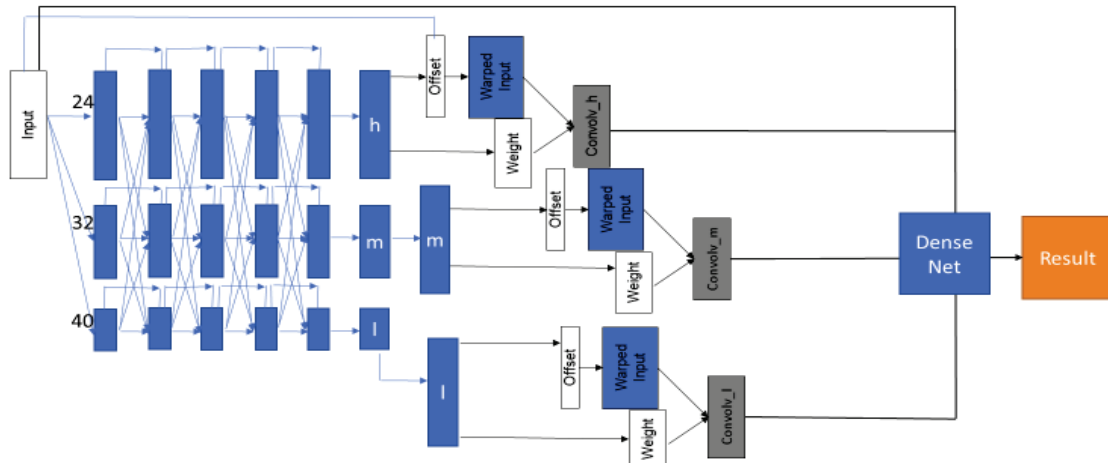 Input
24
32
40
h
m
l
m
l
Offset
Warped
Input
Weight
Convolv_h
Offset
Warped
Input
Weight
Convolv_m
Offset
Warped
Input
Weight
Convolv_l
Dense
Net
Result